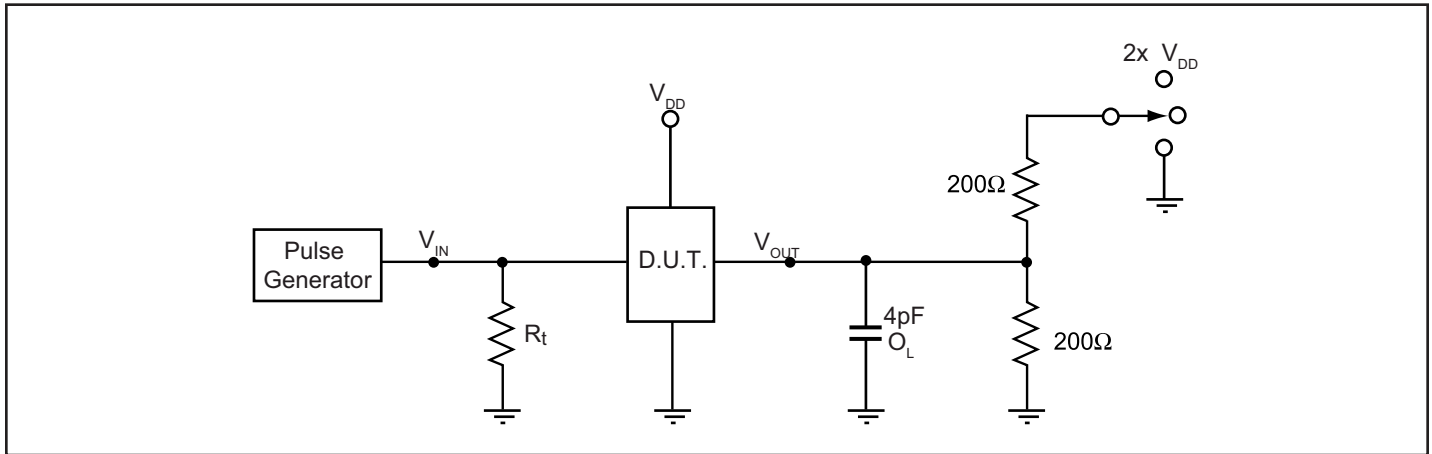 2x V_DD
V_DD
200Ω
Pulse
Generator
V_IN
D.U.T.
V_OUT
R_t
4pF
O_L
200Ω